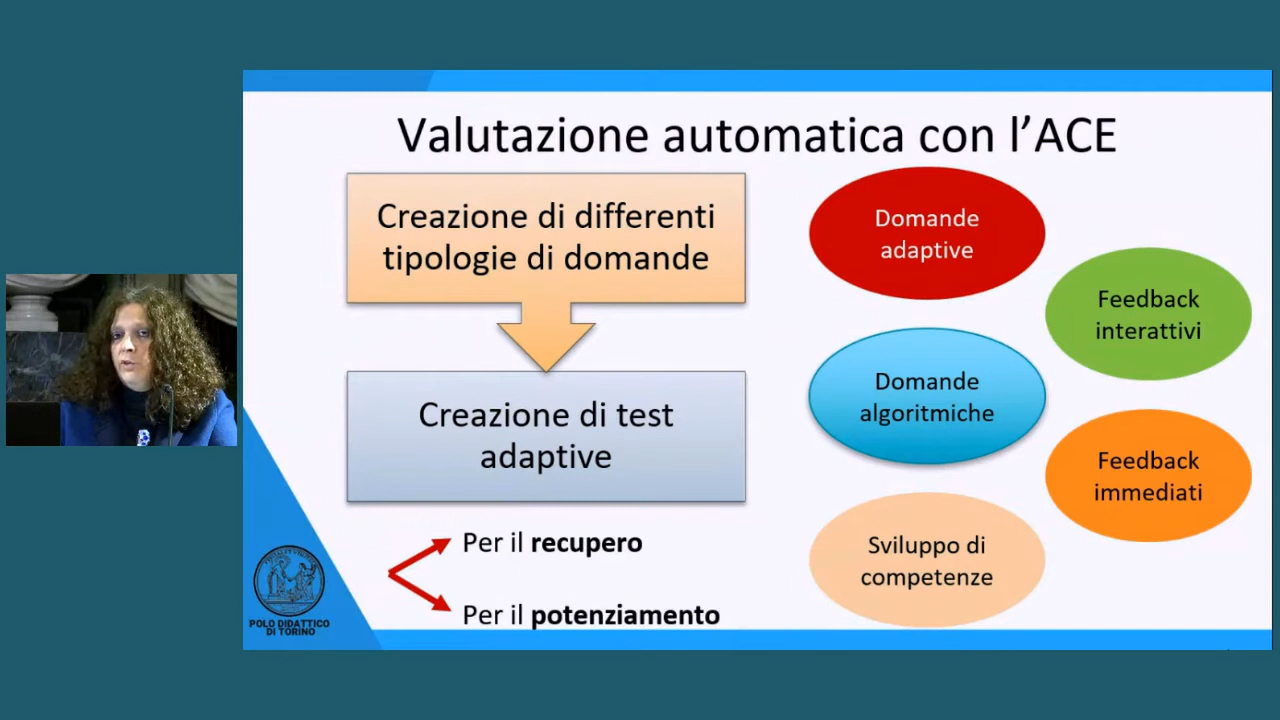 Valutazione automatica con l'ACE
Creazione di differenti
tipologie di domande
Creazione di test
adaptive
Per il recupero
Per il potenziamento
Domande
adaptive
Feedback
interattivi
Domande
algoritmiche
Feedback
immediati
Sviluppo di
competenze
POLO DIDATTICO
DI TORINO